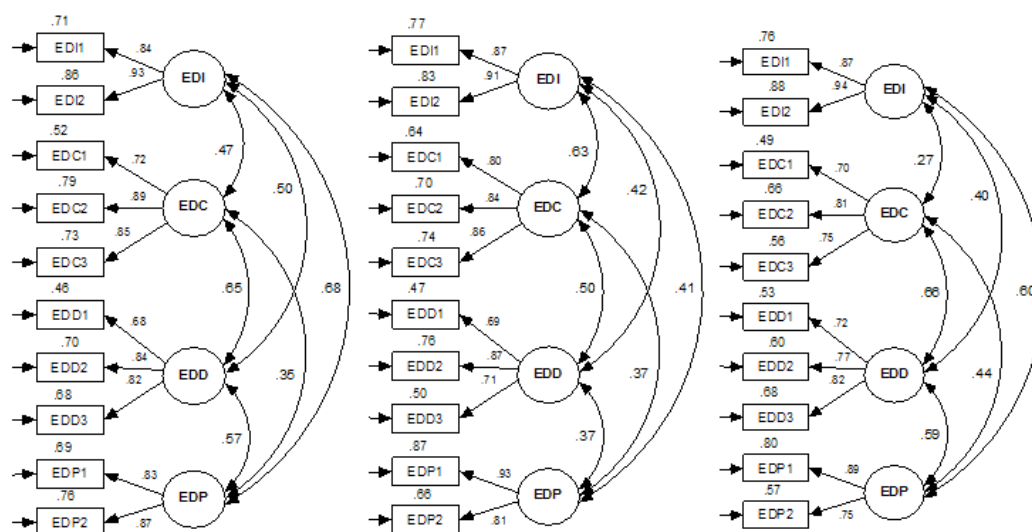 .71
EDI1
.84
.86
EDI2
.93
EDI
.52
EDC1
.72
.47
.79
EDC2
.89
EDC
.50
.73
EDC3
.85
.46
EDD1
.68
.65
.68
.70
EDD2
.84
EDD
.82
.35
.68
EDD3
.57
.69
EDP1
.83
.76
EDP2
.87
EDP
.77
EDI1
.87
.83
EDI2
.91
EDI
.64
EDC1
.80
.63
.70
EDC2
.84
EDC
.42
.74
EDC3
.86
.47
EDD1
.69
.50
.41
.76
EDD2
.87
EDD
.71
.37
.50
EDD3
.37
.87
EDP1
.93
.66
EDP2
.81
EDP
.76
EDI1
.87
.88
EDI2
.94
EDI
.49
EDC1
.70
.27
.66
EDC2
.81
EDC
.40
.56
EDC3
.75
.53
EDD1
.72
.66
.60
.60
EDD2
.77
EDD
.82
.44
.68
EDD3
.59
.80
EDP1
.89
.57
EDP2
.75
EDP